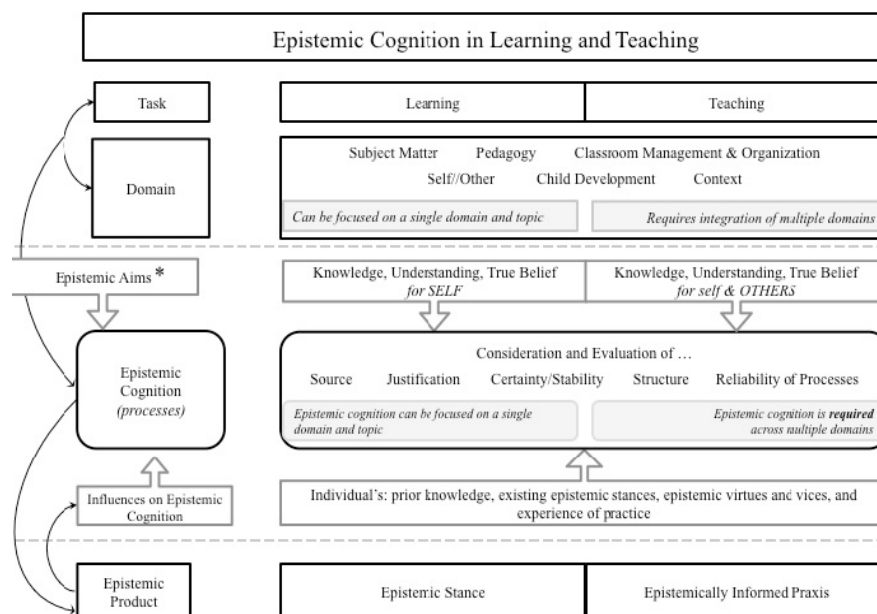 Epistemic Cognition in Learning and Teaching
Task
Learning
Teaching
Domain
Subject Matter Pedagogy Classroom Management & Organization
Self//Other Child Development Context
Can be focused on a single domain and topic
Requires integration of multiple domains
Epistemic Aims *
Knowledge, Understanding, True Belief
for SELF
Knowledge, Understanding, True Belief
for self & OTHERS
Epistemic
Cognition
(processes)
Consideration and Evaluation of …
Source Justification Certainty/Stability Structure Reliability of Processes
Epistemic cognition can be focused on a single
domain and topic
Epistemic cognition is required
across multiple domains
Influences on Epistemic
Cognition
Individual's: prior knowledge, existing epistemic stances, epistemic virtues and vices, and
experience of practice
Epistemic
Product
Epistemic Stance
Epistemically Informed Praxis